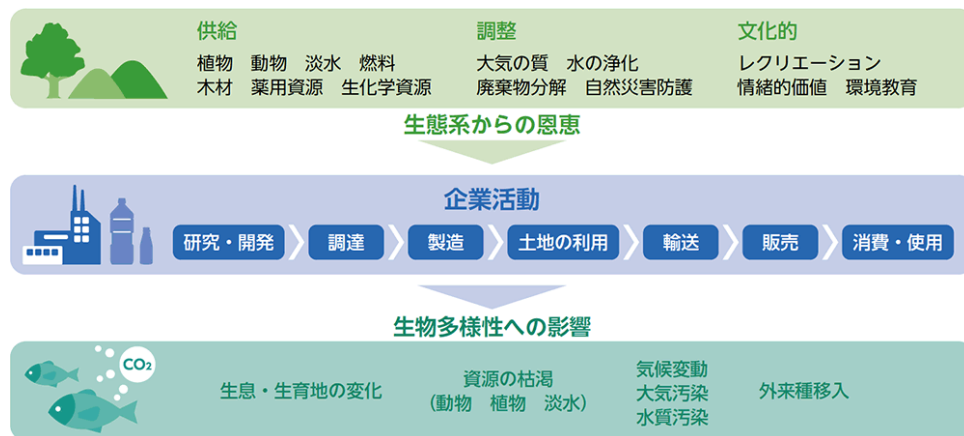 供給
植物　動物　淡水　燃料
木材　薬用資源　生化学資源
調整
大気の質　水の浄化
廃棄物分解　自然災害防護
文化的
レクリエーション
情緒的価値　環境教育
生態系からの恩恵
企業活動
研究・開発
調達
製造
土地の利用
輸送
販売
消費・使用
生物多様性への影響
CO₂
生息・生育地の変化
資源の枯渇
（動物　植物　淡水）
気候変動
大気汚染
水質汚染
外来種移入